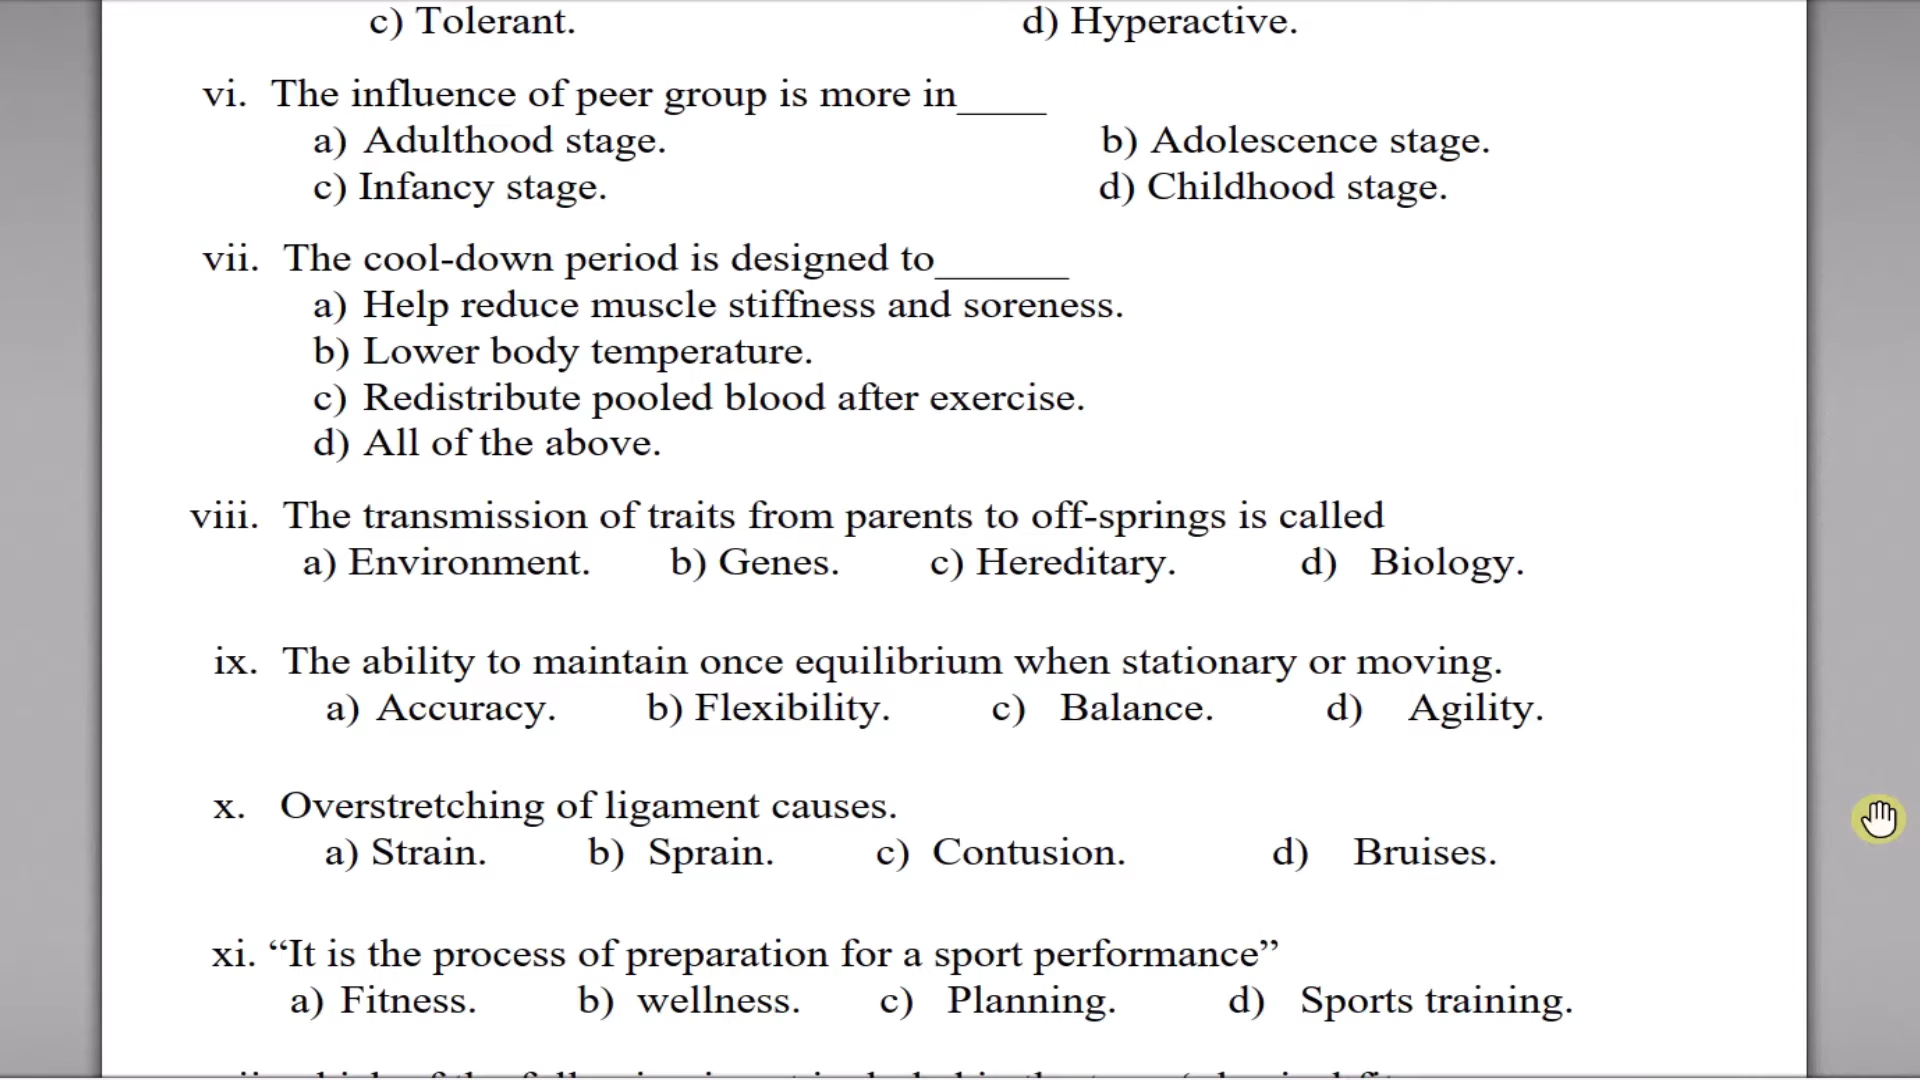 c) Tolerant. d) Hyperactive.
vi. The influence of peer group is more in____
a) Adulthood stage. b) Adolescence stage.
c) Infancy stage. d) Childhood stage.
vii. The cool-down period is designed to______
a) Help reduce muscle stiffness and soreness.
b) Lower body temperature.
c) Redistribute pooled blood after exercise.
d) All of the above.
viii. The transmission of traits from parents to off-springs is called
a) Environment. b) Genes. c) Hereditary. d) Biology.
ix. The ability to maintain once equilibrium when stationary or moving.
a) Accuracy. b) Flexibility. c) Balance. d) Agility.
x. Overstretching of ligament causes.
a) Strain. b) Sprain. c) Contusion. d) Bruises.
xi. “It is the process of preparation for a sport performance”
a) Fitness. b) wellness. c) Planning. d) Sports training.